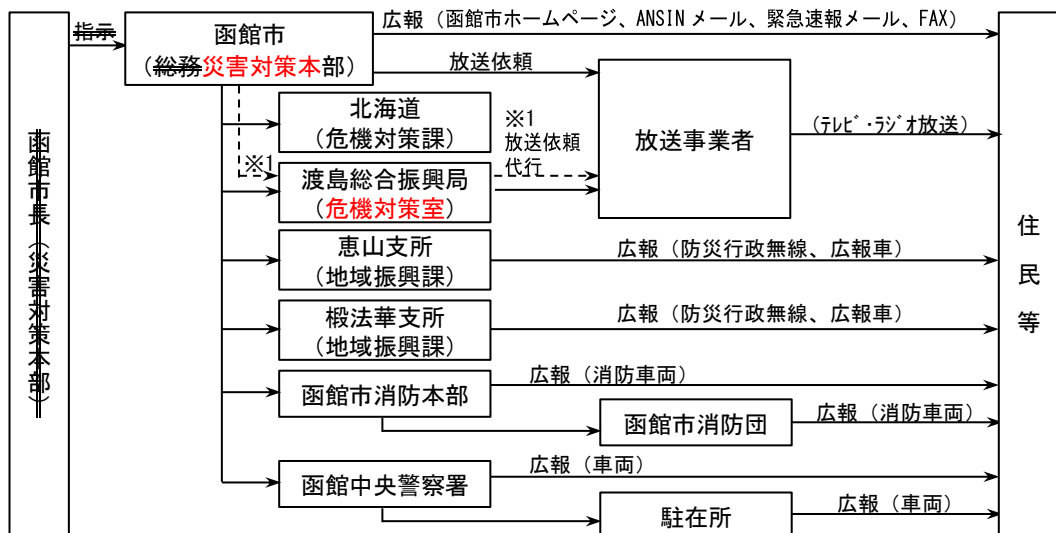 函館市長（災害対策本部）
指示
函館市
（総務災害対策本部）
広報（函館市ホームページ、ANSINメール、緊急速報メール、FAX）
放送依頼
北海道
（危機対策課）
※1
放送依頼
代行
放送事業者
（ﾃﾚﾋﾞ･ﾗｼﾞｵ放送）
※1
渡島総合振興局
（危機対策室）
恵山支所
（地域振興課）
広報（防災行政無線、広報車）
椴法華支所
（地域振興課）
広報（防災行政無線、広報車）
函館市消防本部
広報（消防車両）
函館市消防団
広報（消防車両）
函館中央警察署
広報（車両）
駐在所
広報（車両）
住民等